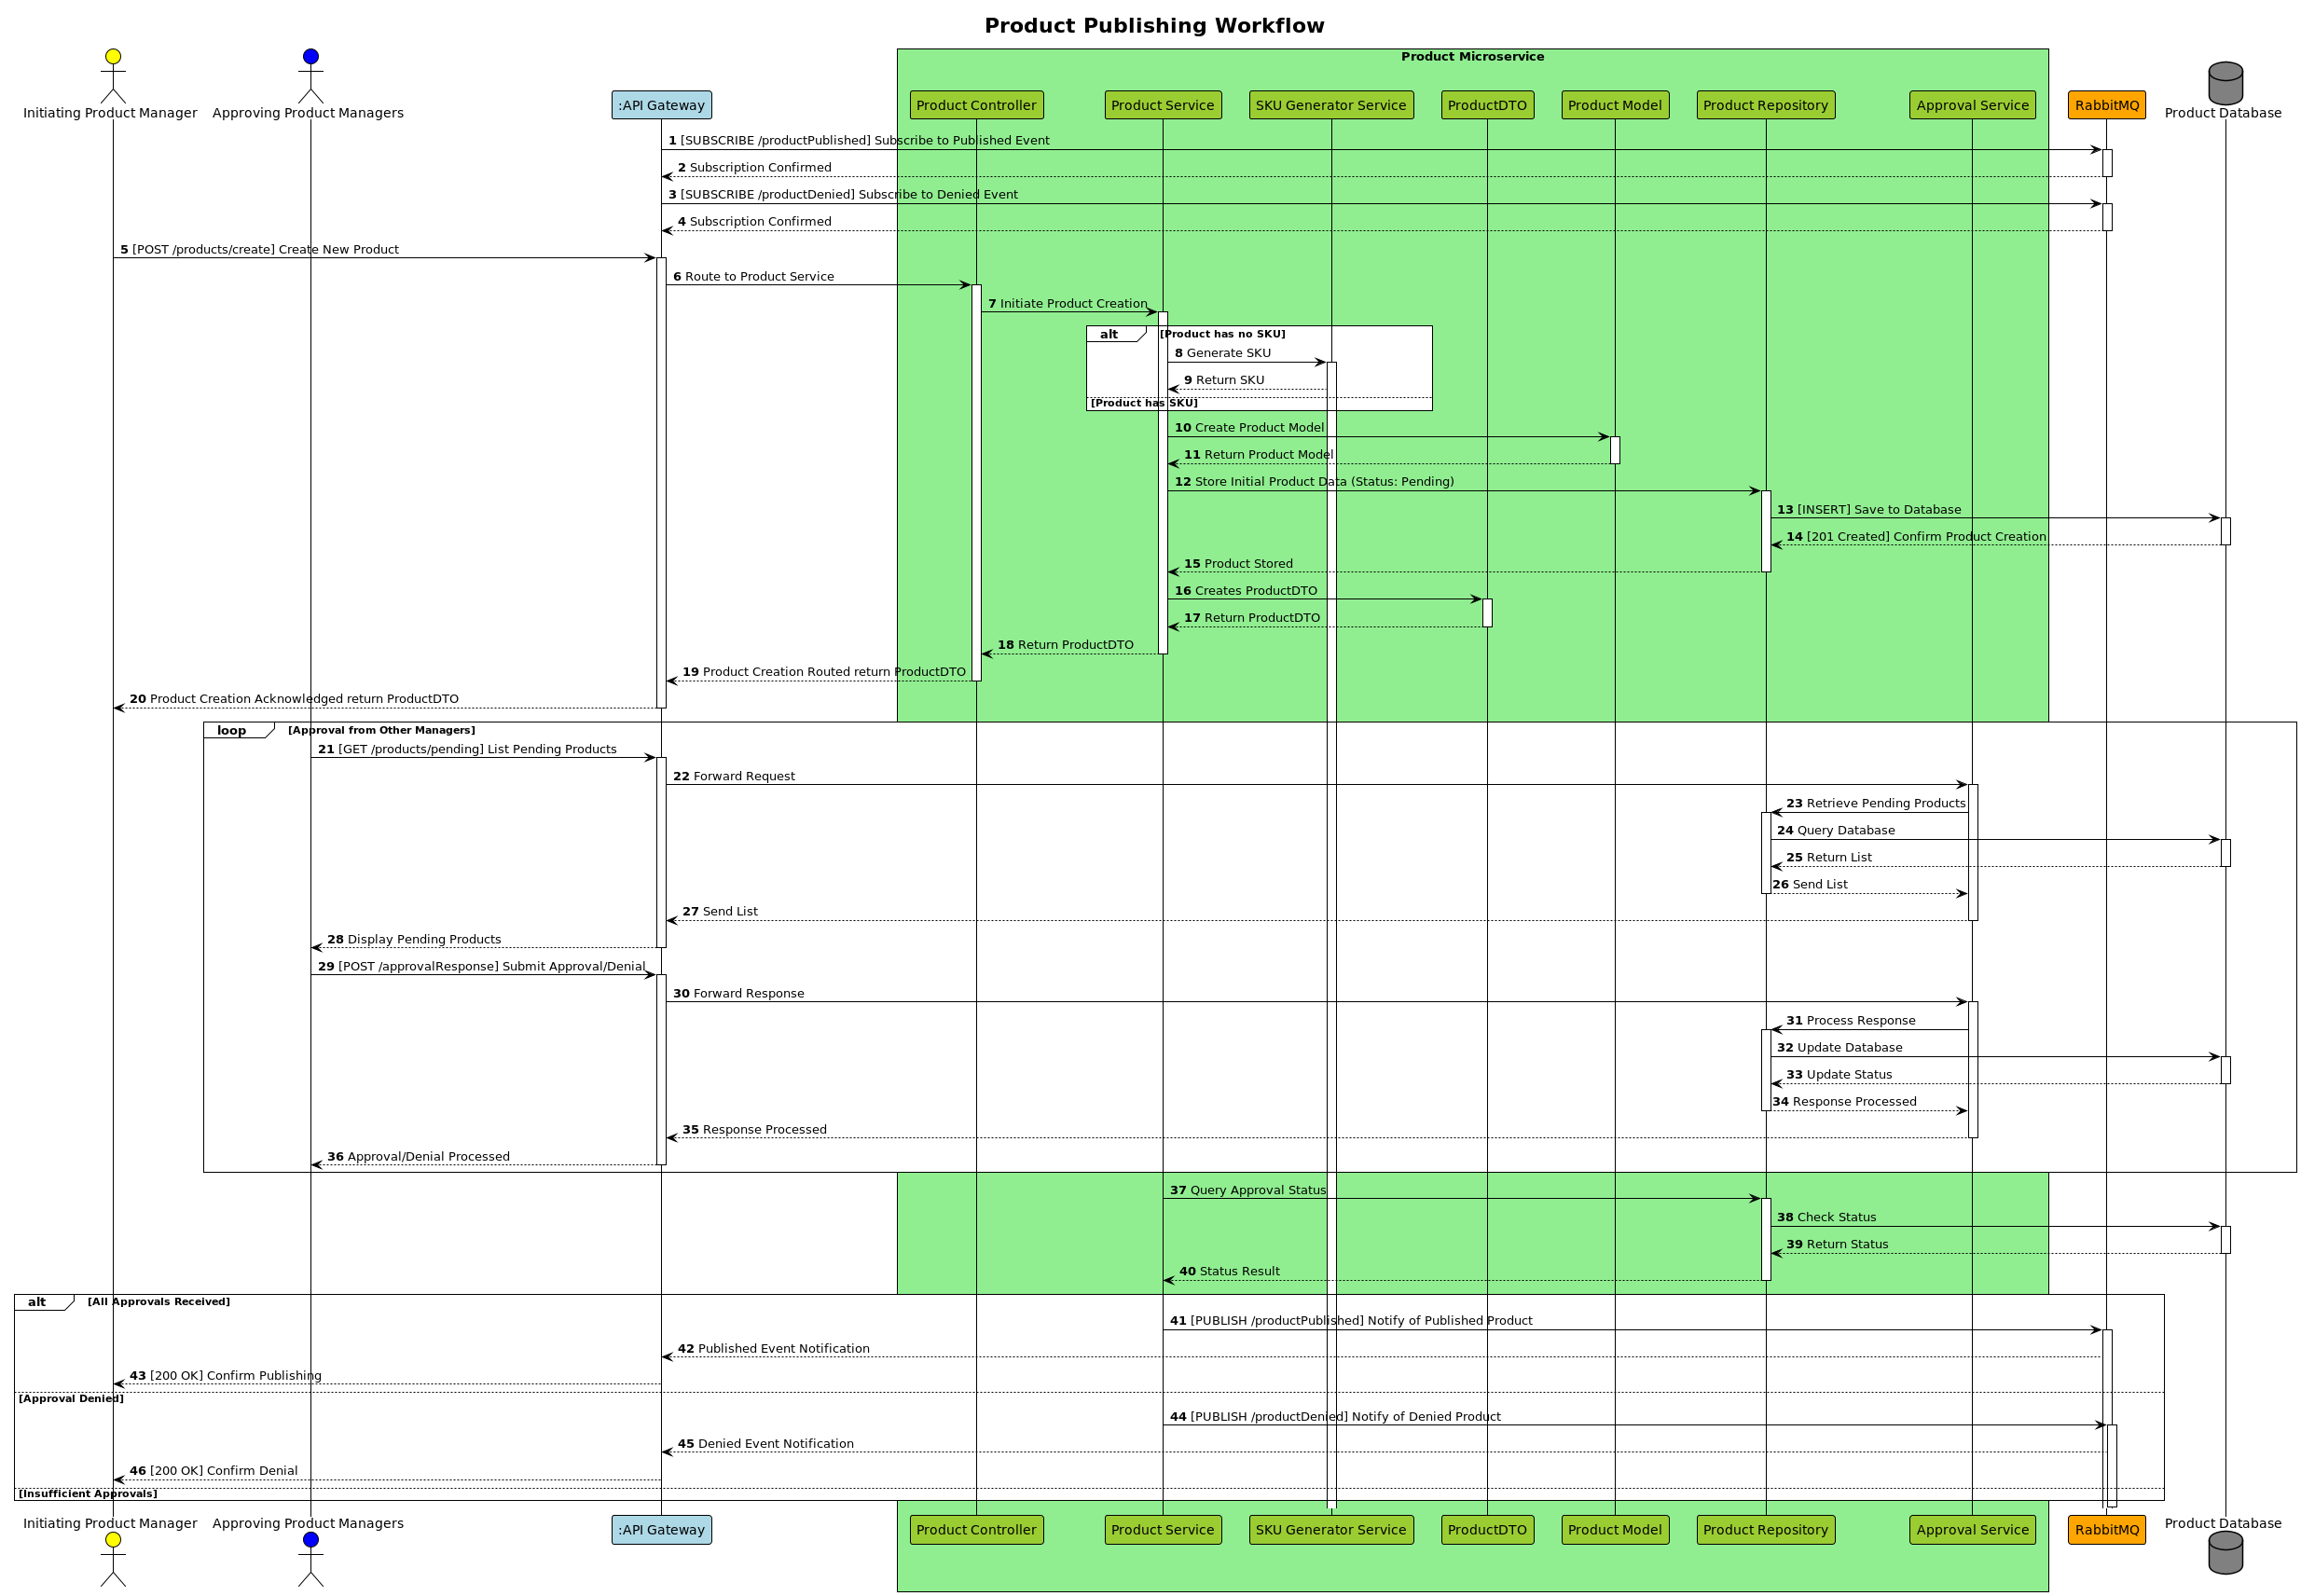 Product Publishing Workflow
Product Microservice
Initiating Product Manager
Approving Product Managers
:API Gateway
Product Controller
Product Service
SKU Generator Service
ProductDTO
Product Model
Product Repository
Approval Service
RabbitMQ
Product Database
1 [SUBSCRIBE /productPublished] Subscribe to Published Event
2 Subscription Confirmed
3 [SUBSCRIBE /productDenied] Subscribe to Denied Event
4 Subscription Confirmed
5 [POST /products/create] Create New Product
6 Route to Product Service
7 Initiate Product Creation
alt [Product has no SKU]
8 Generate SKU
9 Return SKU
[Product has SKU]
10 Create Product Model
11 Return Product Model
12 Store Initial Product Data (Status: Pending)
13 [INSERT] Save to Database
14 [201 Created] Confirm Product Creation
15 Product Stored
16 Creates ProductDTO
17 Return ProductDTO
18 Return ProductDTO
19 Product Creation Routed return ProductDTO
20 Product Creation Acknowledged return ProductDTO
loop [Approval from Other Managers]
21 [GET /products/pending] List Pending Products
22 Forward Request
23 Retrieve Pending Products
24 Query Database
25 Return List
26 Send List
27 Send List
28 Display Pending Products
29 [POST /approvalResponse] Submit Approval/Denial
30 Forward Response
31 Process Response
32 Update Database
33 Update Status
34 Response Processed
35 Response Processed
36 Approval/Denial Processed
37 Query Approval Status
38 Check Status
39 Return Status
40 Status Result
alt [All Approvals Received]
41 [PUBLISH /productPublished] Notify of Published Product
42 Published Event Notification
43 [200 OK] Confirm Publishing
[Approval Denied]
44 [PUBLISH /productDenied] Notify of Denied Product
45 Denied Event Notification
46 [200 OK] Confirm Denial
[Insufficient Approvals]
Initiating Product Manager
Approving Product Managers
:API Gateway
Product Controller
Product Service
SKU Generator Service
ProductDTO
Product Model
Product Repository
Approval Service
RabbitMQ
Product Database